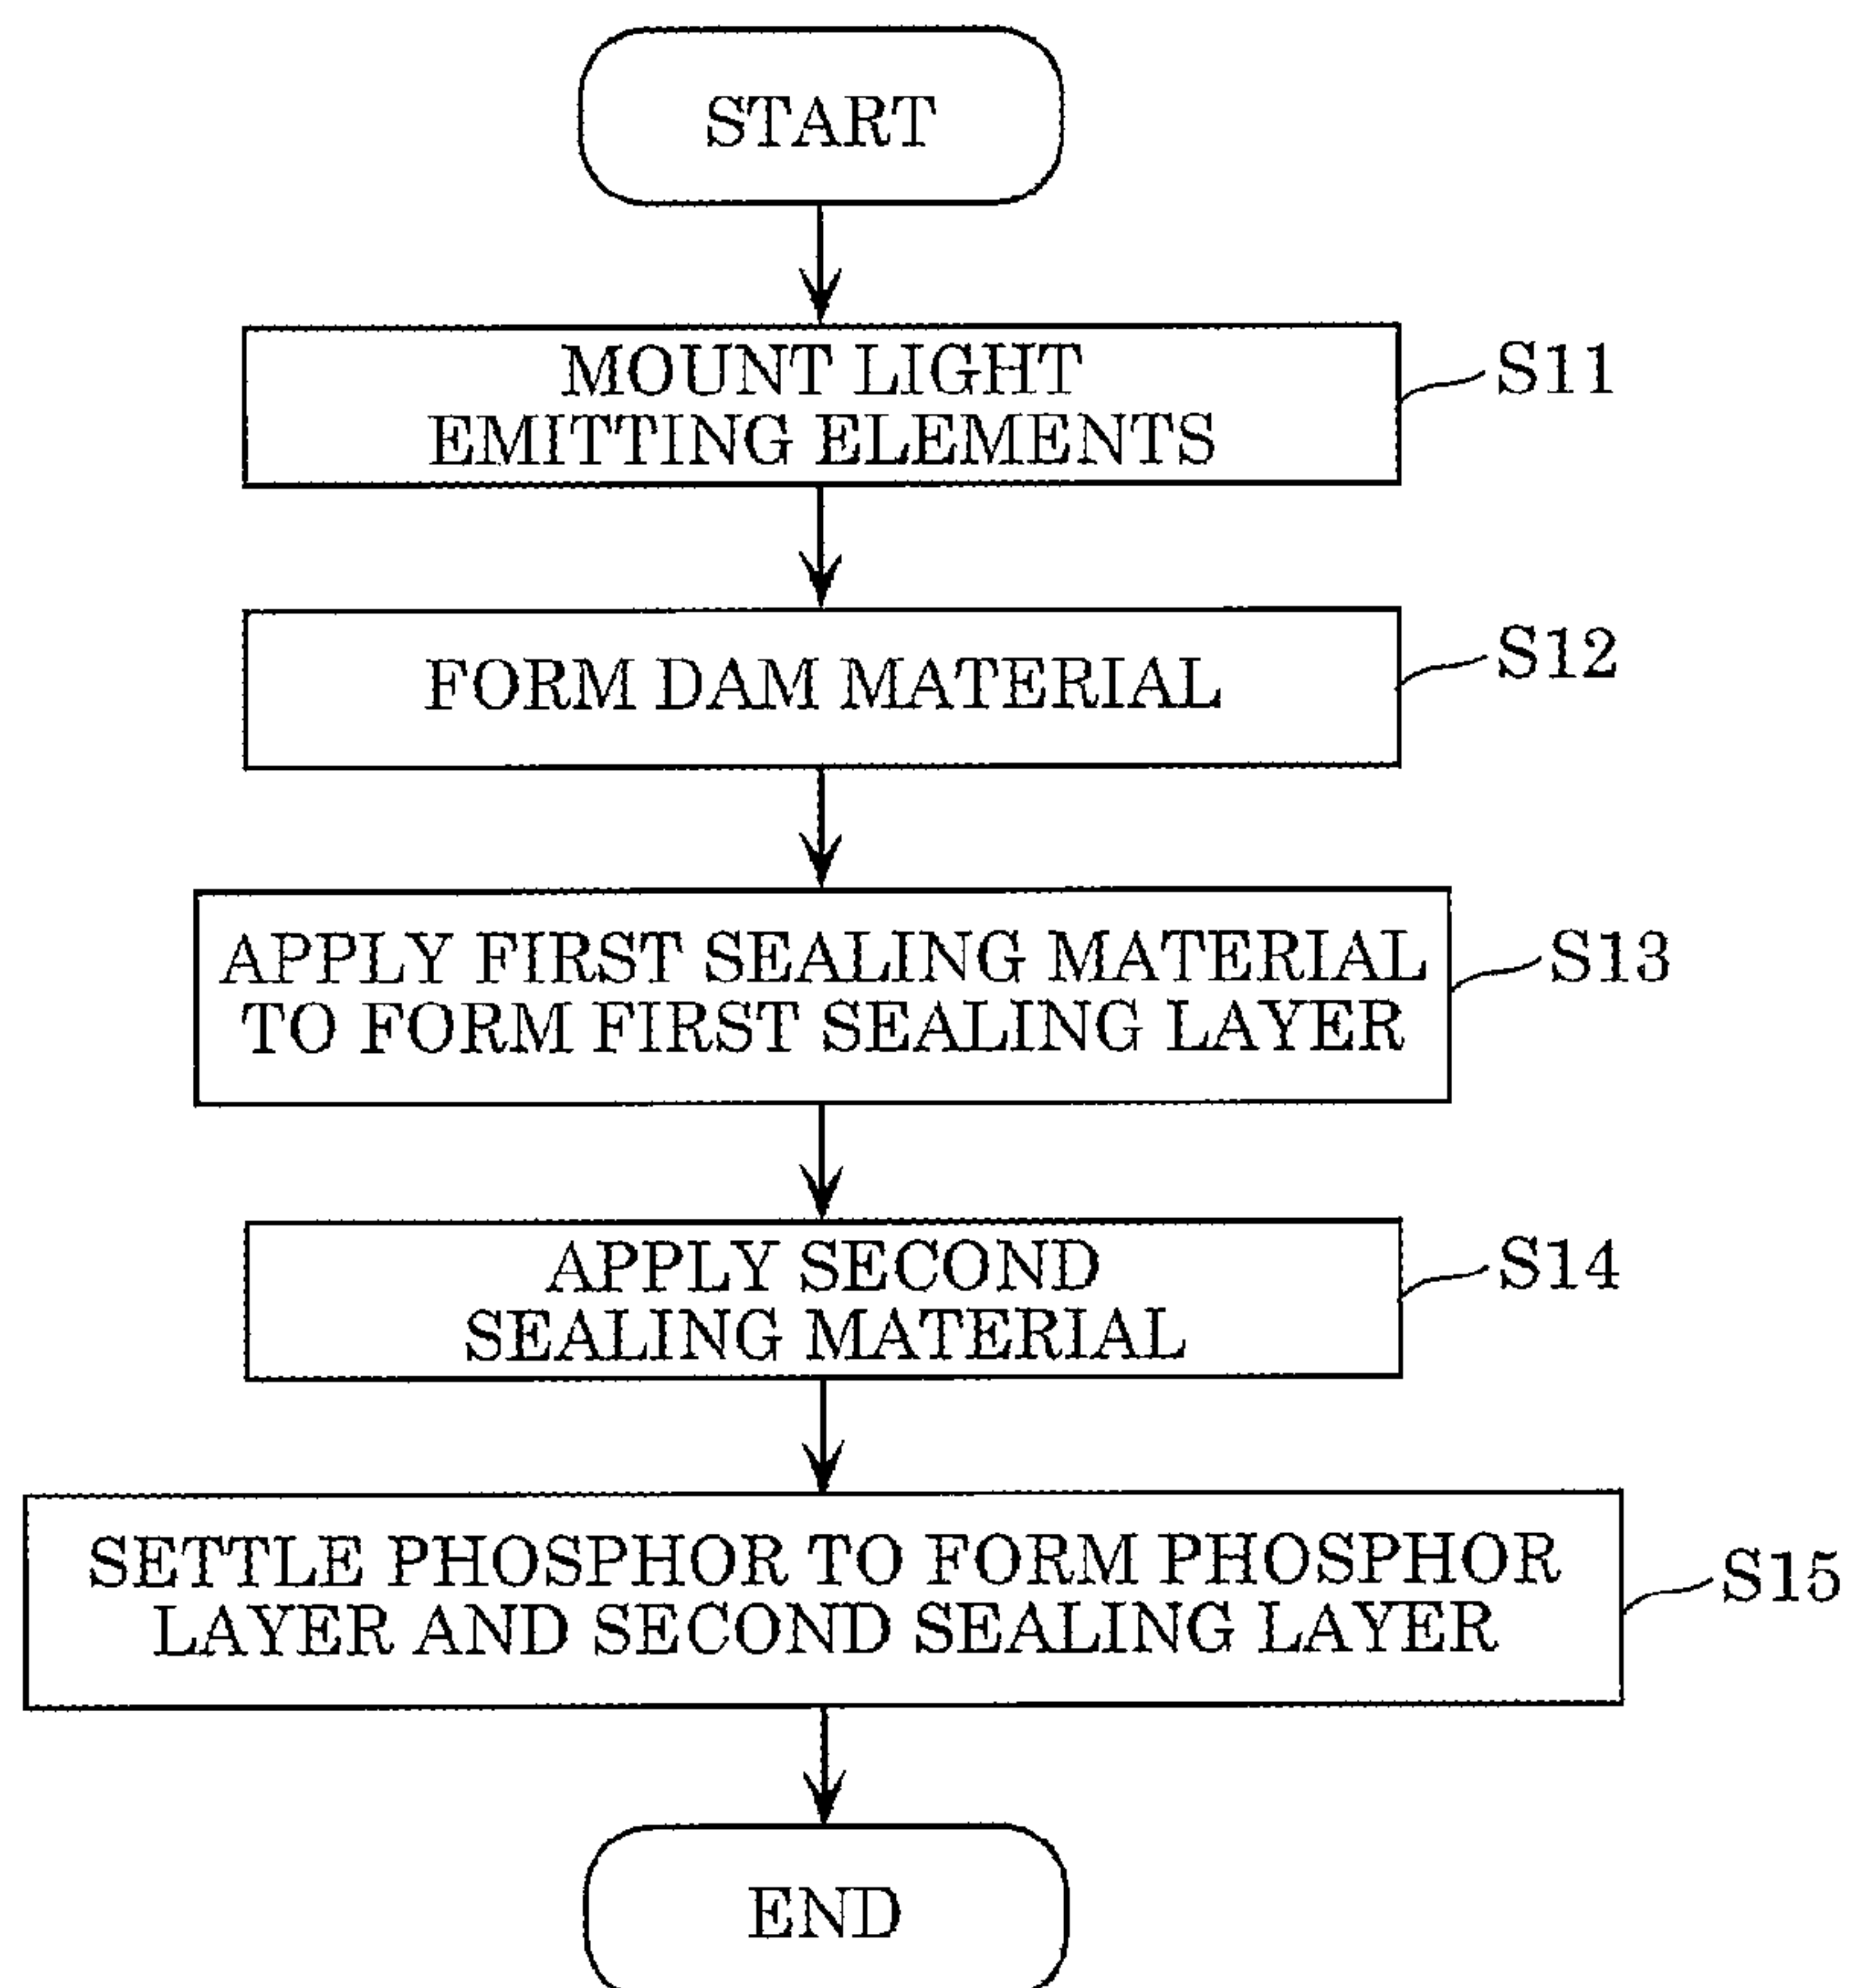 START
MOUNT LIGHT
EMITTING ELEMENTS
S11
FORM DAM MATERIAL
S12
APPLY FIRST SEALING MATERIAL
TO FORM FIRST SEALING LAYER
S13
APPLY SECOND
SEALING MATERIAL
S14
SETTLE PHOSPHOR TO FORM PHOSPHOR
LAYER AND SECOND SEALING LAYER
S15
END